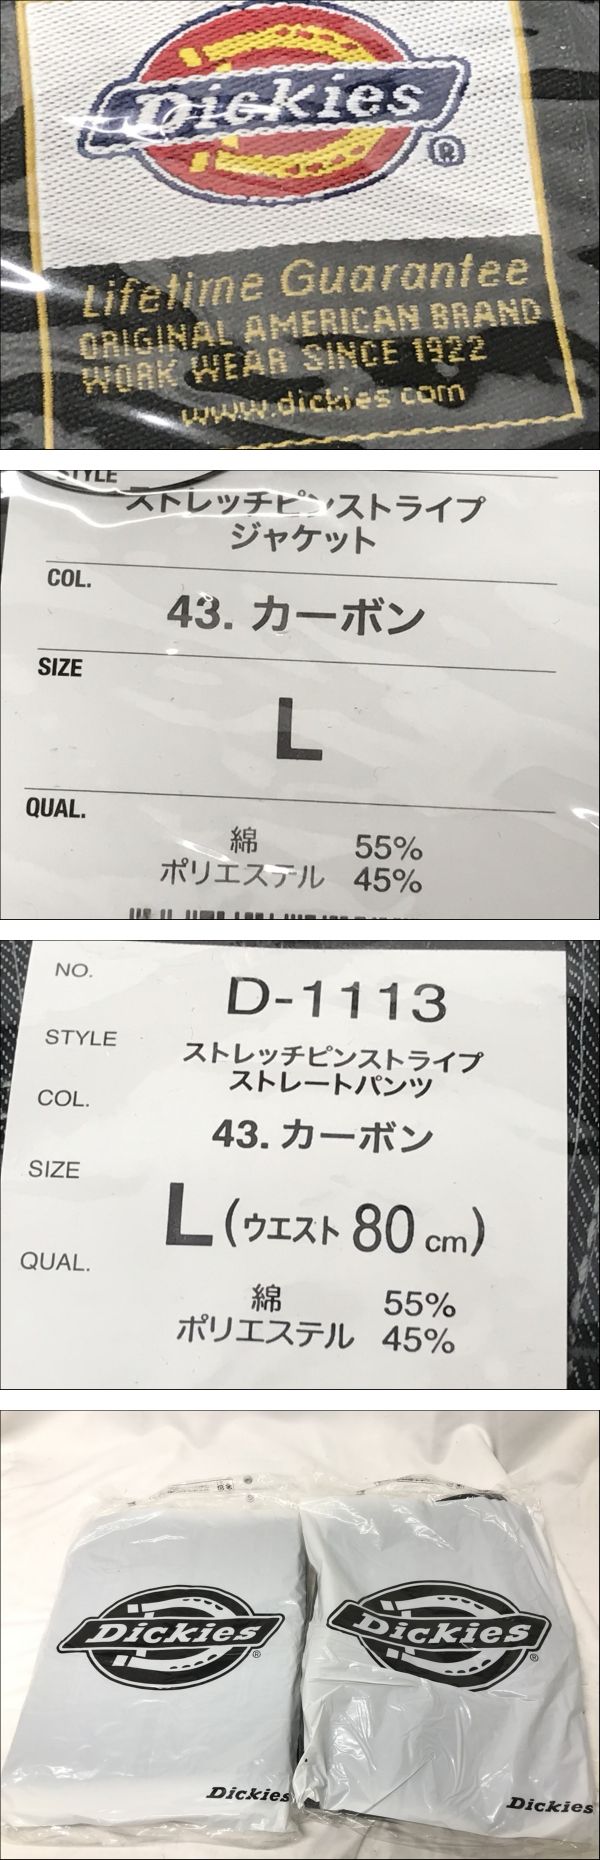 Dickies
®
Lifetime Guarantee
ORIGINAL AMERICAN BRAND
WORK WEAR SINCE 1922
www.dickies.com
STYLE
ストレッチピンストライプ
ジャケット
COL.
43. カーボン
SIZE
L
QUAL.
綿 55%
ポリエステル 45%
NO. D-1113
STYLE ストレッチピンストライプ
ストレートパンツ
COL. 43. カーボン
SIZE L (ウエスト 80 cm)
QUAL.
綿 55%
ポリエステル 45%
Dickies
®
Dickies
Dickies
®
Dickies